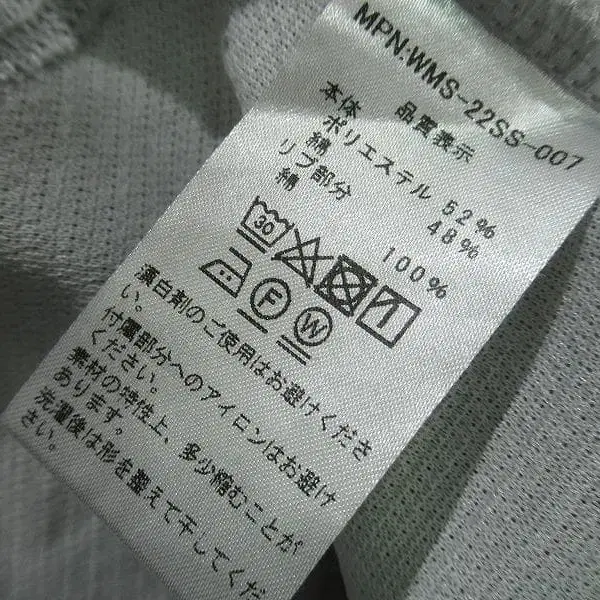 MPN:WMS-22SS-007
品質表示
本体
ポリエステル 52%
綿 48%
リブ部分
綿 100%
30
F W
漂白剤のご使用はお避けくださ
い。
付属部分へのアイロンはお避け
ください。
素材の特性上、多少縮むことが
あります。
洗濯後は形を整えて干してくだ
さい。